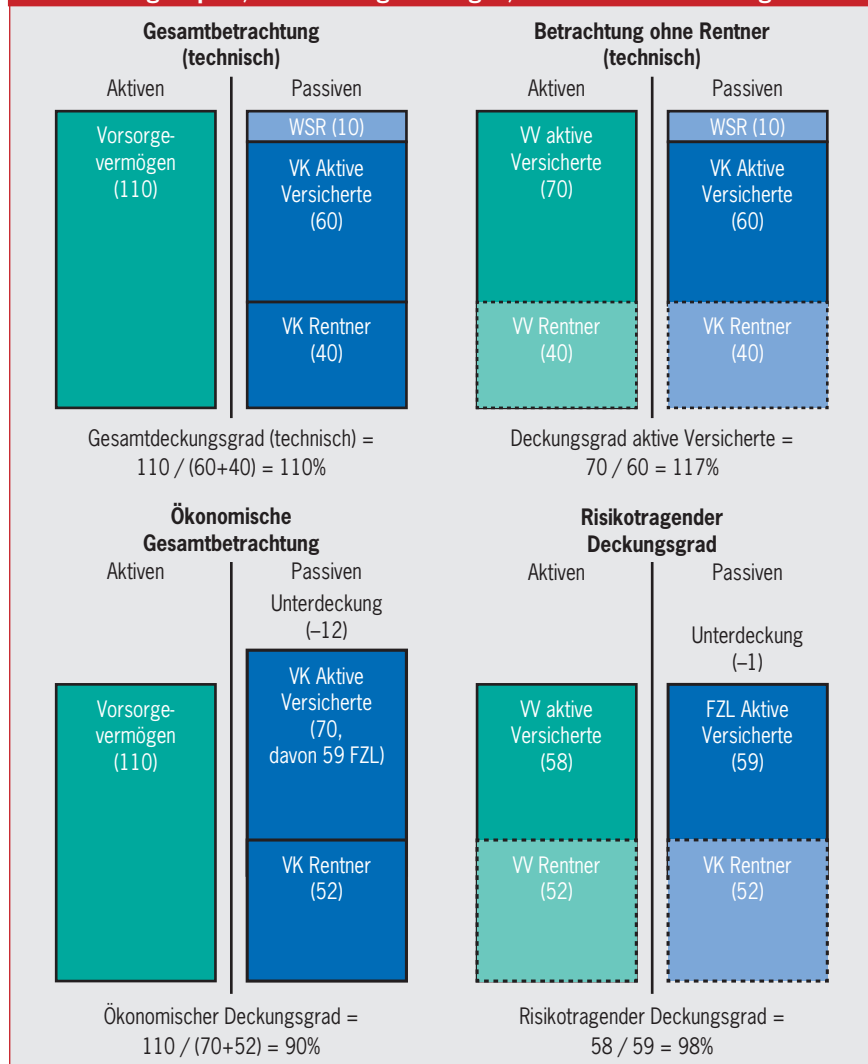 Gesamtbetrachtung
(technisch)
Aktiven
Passiven
Vorsorge-
vermögen
(110)
WSR (10)
VK Aktive
Versicherte
(60)
VK Rentner
(40)
Gesamtdeckungsgrad (technisch) =
110 / (60+40) = 110%
Betrachtung ohne Rentner
(technisch)
Aktiven
Passiven
VV aktive
Versicherte
(70)
VV Rentner
(40)
WSR (10)
VK Aktive
Versicherte
(60)
VK Rentner
(40)
Deckungsgrad aktive Versicherte =
70 / 60 = 117%
Ökonomische
Gesamtbetrachtung
Aktiven
Passiven
Unterdeckung
(–12)
Vorsorge-
vermögen
(110)
VK Aktive
Versicherte
(70,
davon 59 FZL)
VK Rentner
(52)
Ökonomischer Deckungsgrad =
110 / (70+52) = 90%
Risikotragender
Deckungsgrad
Aktiven
Passiven
Unterdeckung
(–1)
VV aktive
Versicherte
(58)
VV Rentner
(52)
FZL Aktive
Versicherte
(59)
VK Rentner
(52)
Risikotragender Deckungsgrad =
58 / 59 = 98%